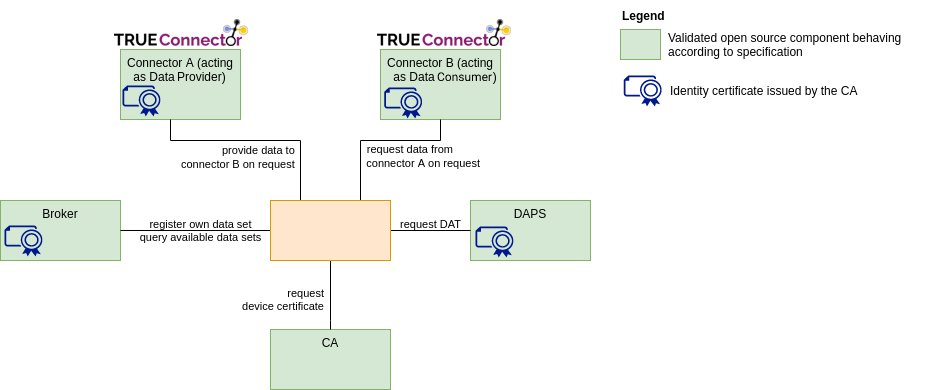 TRUEConnector
Connector A (acting
as Data Provider)
TRUEConnector
Connector B (acting
as Data Consumer)
Legend
Validated open source component behaving
according to specification
Identity certificate issued by the CA
provide data to
connector B on request
request data from
connector A on request
Broker
register own data set
query available data sets
request DAT
DAPS
request
device certificate
CA